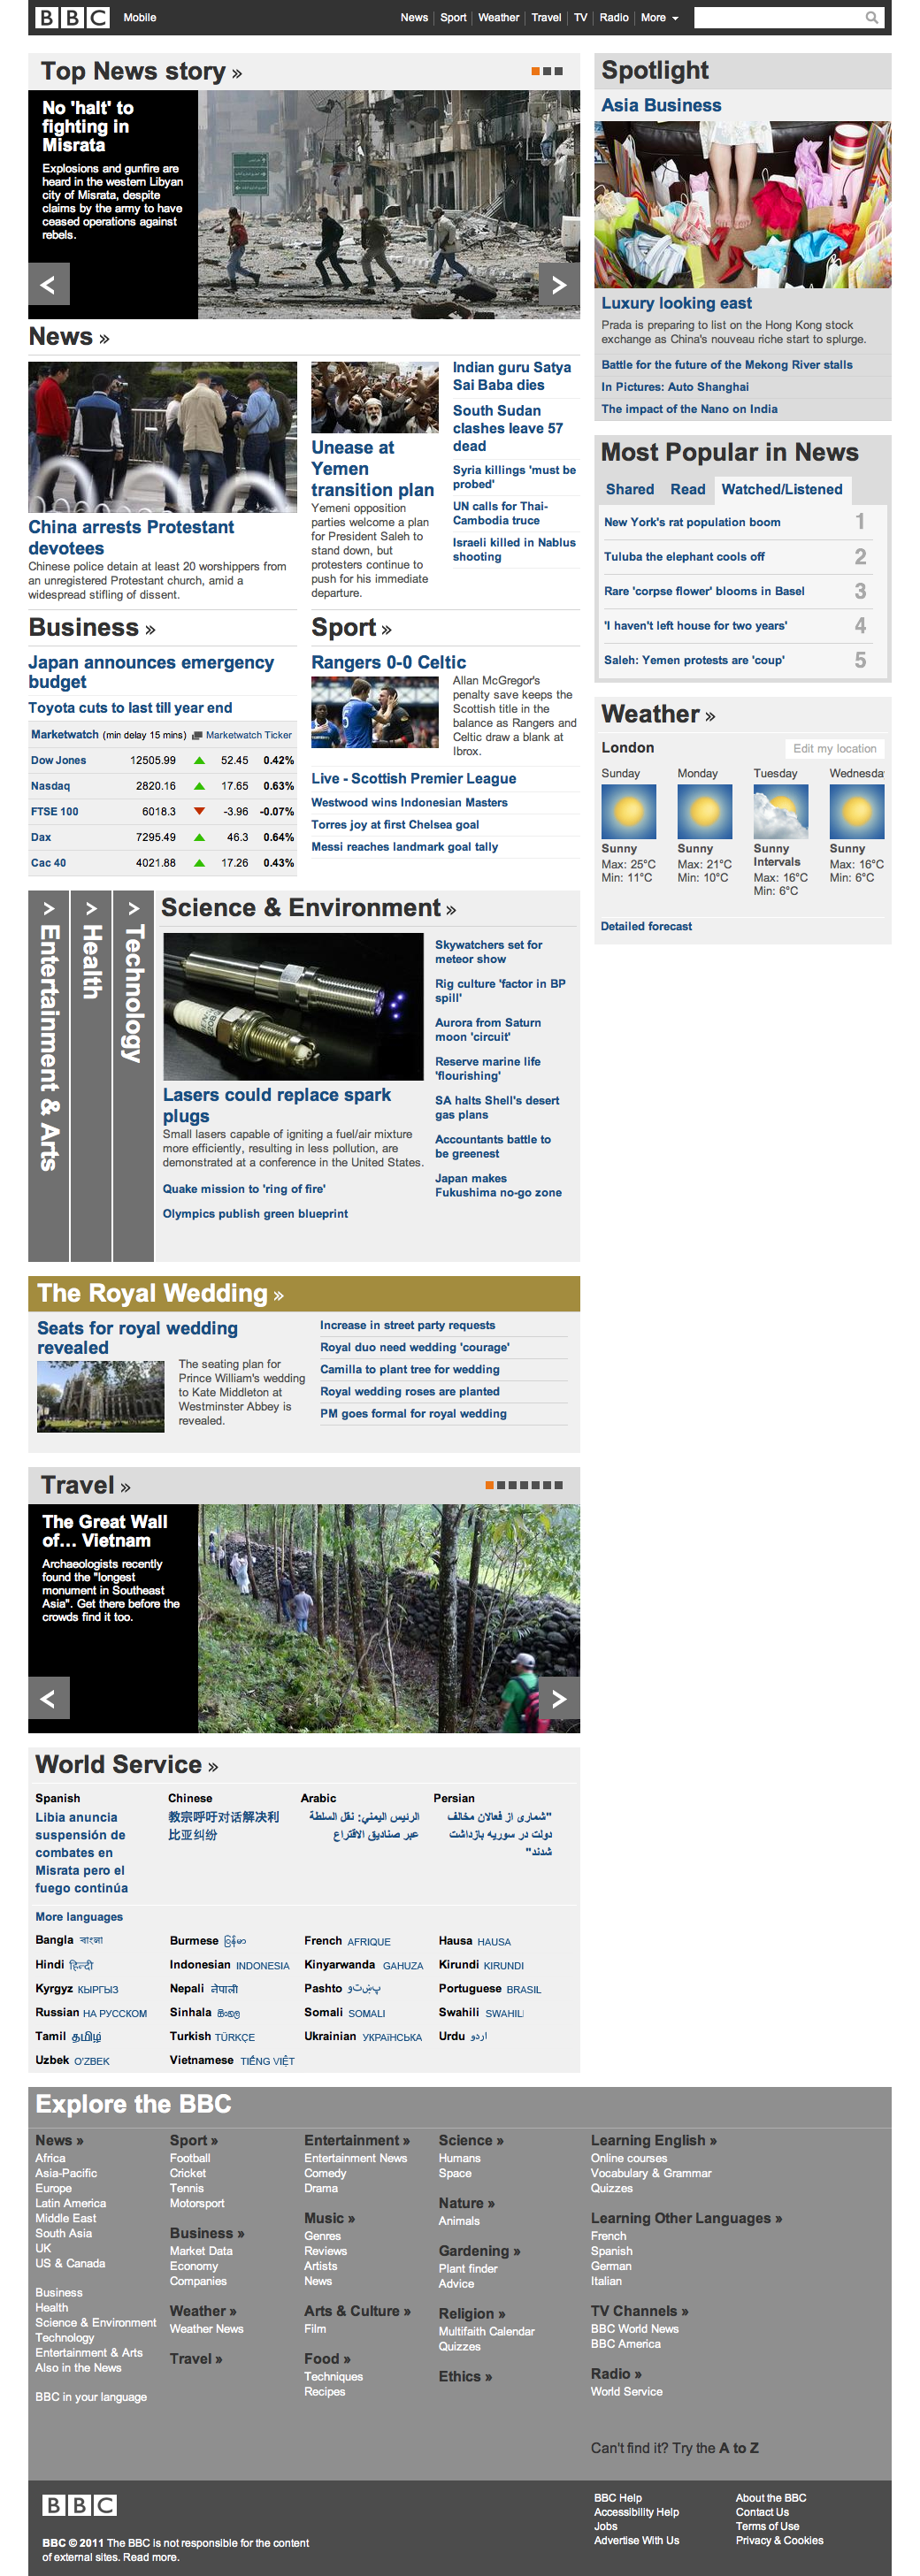 BBC Mobile News Sport Weather Travel TV Radio More
Top News story »
No 'halt' to
fighting in
Misrata
Explosions and gunfire are
heard in the western Libyan
city of Misrata, despite
claims by the army to have
ceased operations against
rebels.
News »
China arrests Protestant
devotees
Chinese police detain at least 20 worshippers from
an unregistered Protestant church, amid a
widespread stifling of dissent.
Unease at
Yemen
transition plan
Yemeni opposition
parties welcome a plan
for President Saleh to
stand down, but
protesters continue to
push for his immediate
departure.
Indian guru Satya
Sai Baba dies
South Sudan
clashes leave 57
dead
Syria killings 'must be
probed'
UN calls for Thai-
Cambodia truce
Israeli killed in Nablus
shooting
Business »
Japan announces emergency
budget
Toyota cuts to last till year end
Marketwatch (min delay 15 mins) Marketwatch Ticker
Dow Jones 12505.99 52.45 0.42%
Nasdaq 2820.16 17.65 0.63%
FTSE 100 6018.3 -3.96 -0.07%
Dax 7295.49 46.3 0.64%
Cac 40 4021.88 17.26 0.43%
Sport »
Rangers 0-0 Celtic
Allan McGregor's
penalty save keeps the
Scottish title in the
balance as Rangers and
Celtic draw a blank at
Ibrox.
Live - Scottish Premier League
Westwood wins Indonesian Masters
Torres joy at first Chelsea goal
Messi reaches landmark goal tally
Entertainment & Arts
Health
Technology
Science & Environment »
Lasers could replace spark
plugs
Small lasers capable of igniting a fuel/air mixture
more efficiently, resulting in less pollution, are
demonstrated at a conference in the United States.
Quake mission to 'ring of fire'
Olympics publish green blueprint
Skywatchers set for
meteor show
Rig culture 'factor in BP
spill'
Aurora from Saturn
moon 'circuit'
Reserve marine life
'flourishing'
SA halts Shell's desert
gas plans
Accountants battle to
be greenest
Japan makes
Fukushima no-go zone
The Royal Wedding »
Seats for royal wedding
revealed
The seating plan for
Prince William's wedding
to Kate Middleton at
Westminster Abbey is
revealed.
Increase in street party requests
Royal duo need wedding 'courage'
Camilla to plant tree for wedding
Royal wedding roses are planted
PM goes formal for royal wedding
Travel »
The Great Wall
of... Vietnam
Archaeologists recently
found the "longest
monument in Southeast
Asia". Get there before the
crowds find it too.
World Service »
Spanish
Libia anuncia
suspensión de
combates en
Misrata pero el
fuego continúa
Chinese
教宗呼吁对话解决利
比亚纠纷
Arabic
الرئيس اليمني: نقل السلطة
عبر صناديق الاقتراع
Persian
"شماری از فعالان مخالف
دولت در سوریه بازداشت
شدند"
More languages
Bangla বাংলা Burmese မြန်မာ French AFRIQUE Hausa HAUSA
Hindi हिन्दी Indonesian INDONESIA Kinyarwanda GAHUZA Kirundi KIRUNDI
Kyrgyz КЫРГЫЗ Nepali नेपाली Pashto پښتو Portuguese BRASIL
Russian НА РУССКОМ Sinhala සිංහල Somali SOMALI Swahili SWAHILI
Tamil தமிழ் Turkish TÜRKÇE Ukrainian УКРАЇНСЬКА Urdu اردو
Uzbek O'ZBEK Vietnamese TIẾNG VIỆT
Spotlight
Asia Business
Luxury looking east
Prada is preparing to list on the Hong Kong stock
exchange as China's nouveau riche start to splurge.
Battle for the future of the Mekong River stalls
In Pictures: Auto Shanghai
The impact of the Nano on India
Most Popular in News
Shared Read Watched/Listened
New York's rat population boom 1
Tuluba the elephant cools off 2
Rare 'corpse flower' blooms in Basel 3
'I haven't left house for two years' 4
Saleh: Yemen protests are 'coup' 5
Weather »
London Edit my location
Sunday Monday Tuesday Wednesda
Sunny Sunny Sunny Intervals Sunny
Max: 25°C Max: 21°C Max: 16°C Max: 16°C
Min: 11°C Min: 10°C Min: 6°C Min: 6°C
Detailed forecast
Explore the BBC
News »
Africa
Asia-Pacific
Europe
Latin America
Middle East
South Asia
UK
US & Canada
Business
Health
Science & Environment
Technology
Entertainment & Arts
Also in the News
BBC in your language
Sport »
Football
Cricket
Tennis
Motorsport
Business »
Market Data
Economy
Companies
Weather »
Weather News
Travel »
Entertainment »
Entertainment News
Comedy
Drama
Music »
Genres
Reviews
Artists
News
Arts & Culture »
Film
Food »
Techniques
Recipes
Science »
Humans
Space
Nature »
Animals
Gardening »
Plant finder
Advice
Religion »
Multifaith Calendar
Quizzes
Ethics »
Learning English »
Online courses
Vocabulary & Grammar
Quizzes
Learning Other Languages »
French
Spanish
German
Italian
TV Channels »
BBC World News
BBC America
Radio »
World Service
Can't find it? Try the A to Z
BBC
BBC © 2011 The BBC is not responsible for the content
of external sites. Read more.
BBC Help
Accessibility Help
Jobs
Advertise With Us
About the BBC
Contact Us
Terms of Use
Privacy & Cookies